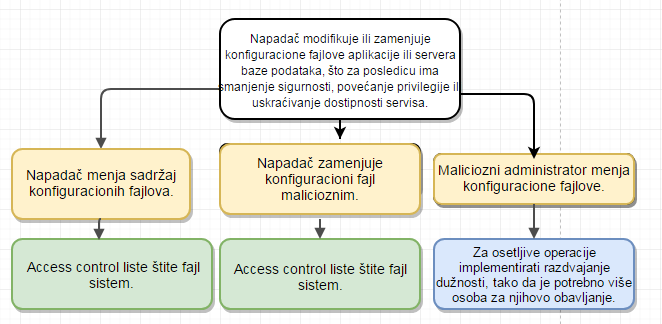 Napadač modifikuje ili zamenjuje
konfiguracione fajlove aplikacije ili servera
baze podataka, što za posledicu ima
smanjenje sigurnosti, povećanje privilegije ili
uskraćivanje dostipnosti servisa.
Napadač menja sadržaj
konfiguracionih fajlova.
Napadač zamenjuje
konfiguracioni fajl
malicioznim.
Maliciozni administrator menja
konfiguracione fajlove.
Access control liste štite fajl
sistem.
Access control liste štite fajl
sistem.
Za osetljive operacije
implementirati razdvajanje
dužnosti, tako da je potrebno više
osoba za njihovo obavljanje.